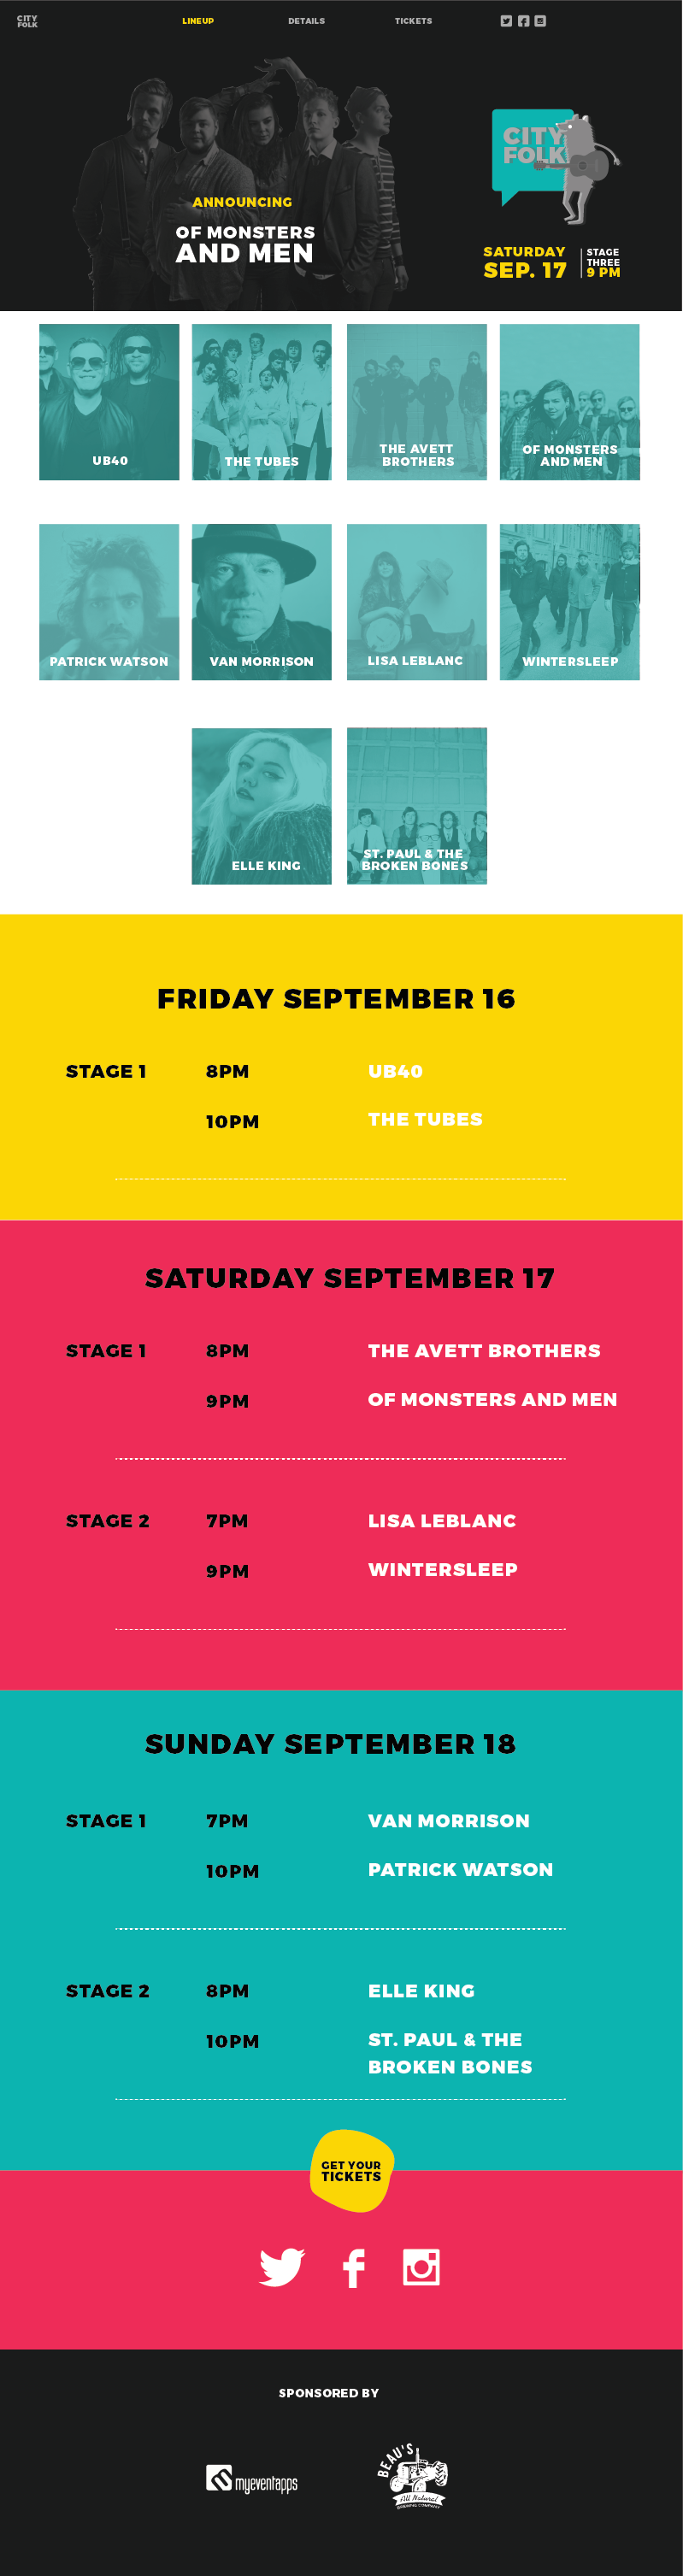 CITY
FOLK
LINEUP
DETAILS
TICKETS
CITY
FOLK
ANNOUNCING
OF MONSTERS
AND MEN
SATURDAY
SEP. 17
STAGE
THREE
9 PM
UB40
THE TUBES
THE AVETT
BROTHERS
OF MONSTERS
AND MEN
PATRICK WATSON
VAN MORRISON
LISA LEBLANC
WINTERSLEEP
ELLE KING
ST. PAUL & THE
BROKEN BONES
FRIDAY SEPTEMBER 16
STAGE 1 8PM UB40
10PM THE TUBES
SATURDAY SEPTEMBER 17
STAGE 1 8PM THE AVETT BROTHERS
9PM OF MONSTERS AND MEN
STAGE 2 7PM LISA LEBLANC
9PM WINTERSLEEP
SUNDAY SEPTEMBER 18
STAGE 1 7PM VAN MORRISON
10PM PATRICK WATSON
STAGE 2 8PM ELLE KING
10PM ST. PAUL & THE
BROKEN BONES
GET YOUR
TICKETS
SPONSORED BY
myeventapps
BEAU'S
All Natural
BREWING COMPANY